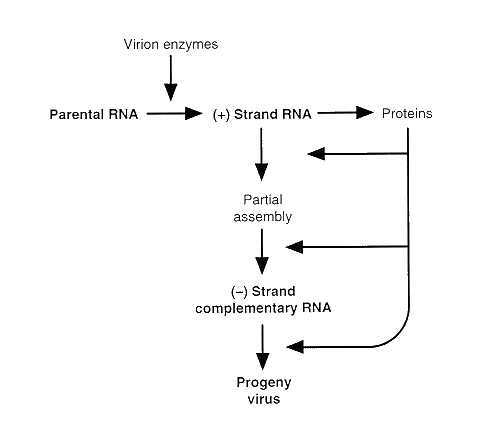 Virion enzymes
Parental RNA
(+) Strand RNA
Proteins
Partial
assembly
(–) Strand
complementary RNA
Progeny
virus